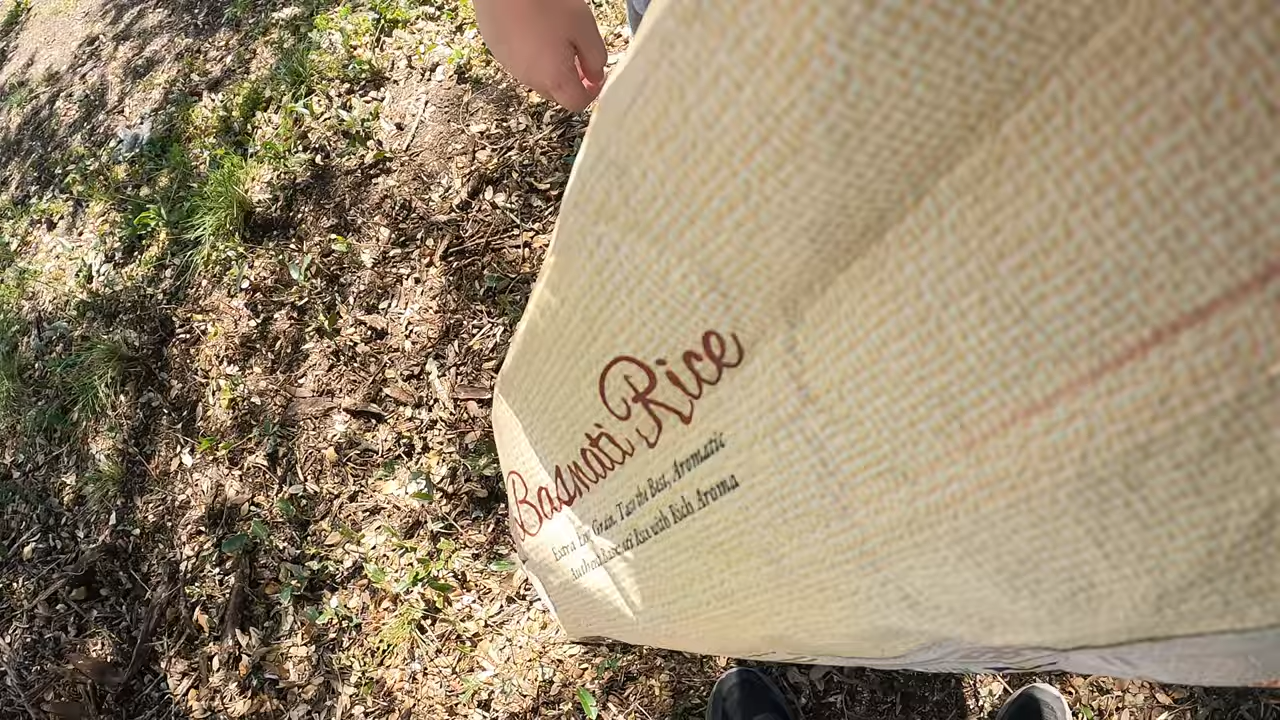 Basmati Rice
Extra Long Grain, Taste the Best, Aromatic
Authentic Basmati Rice with Rich Aroma